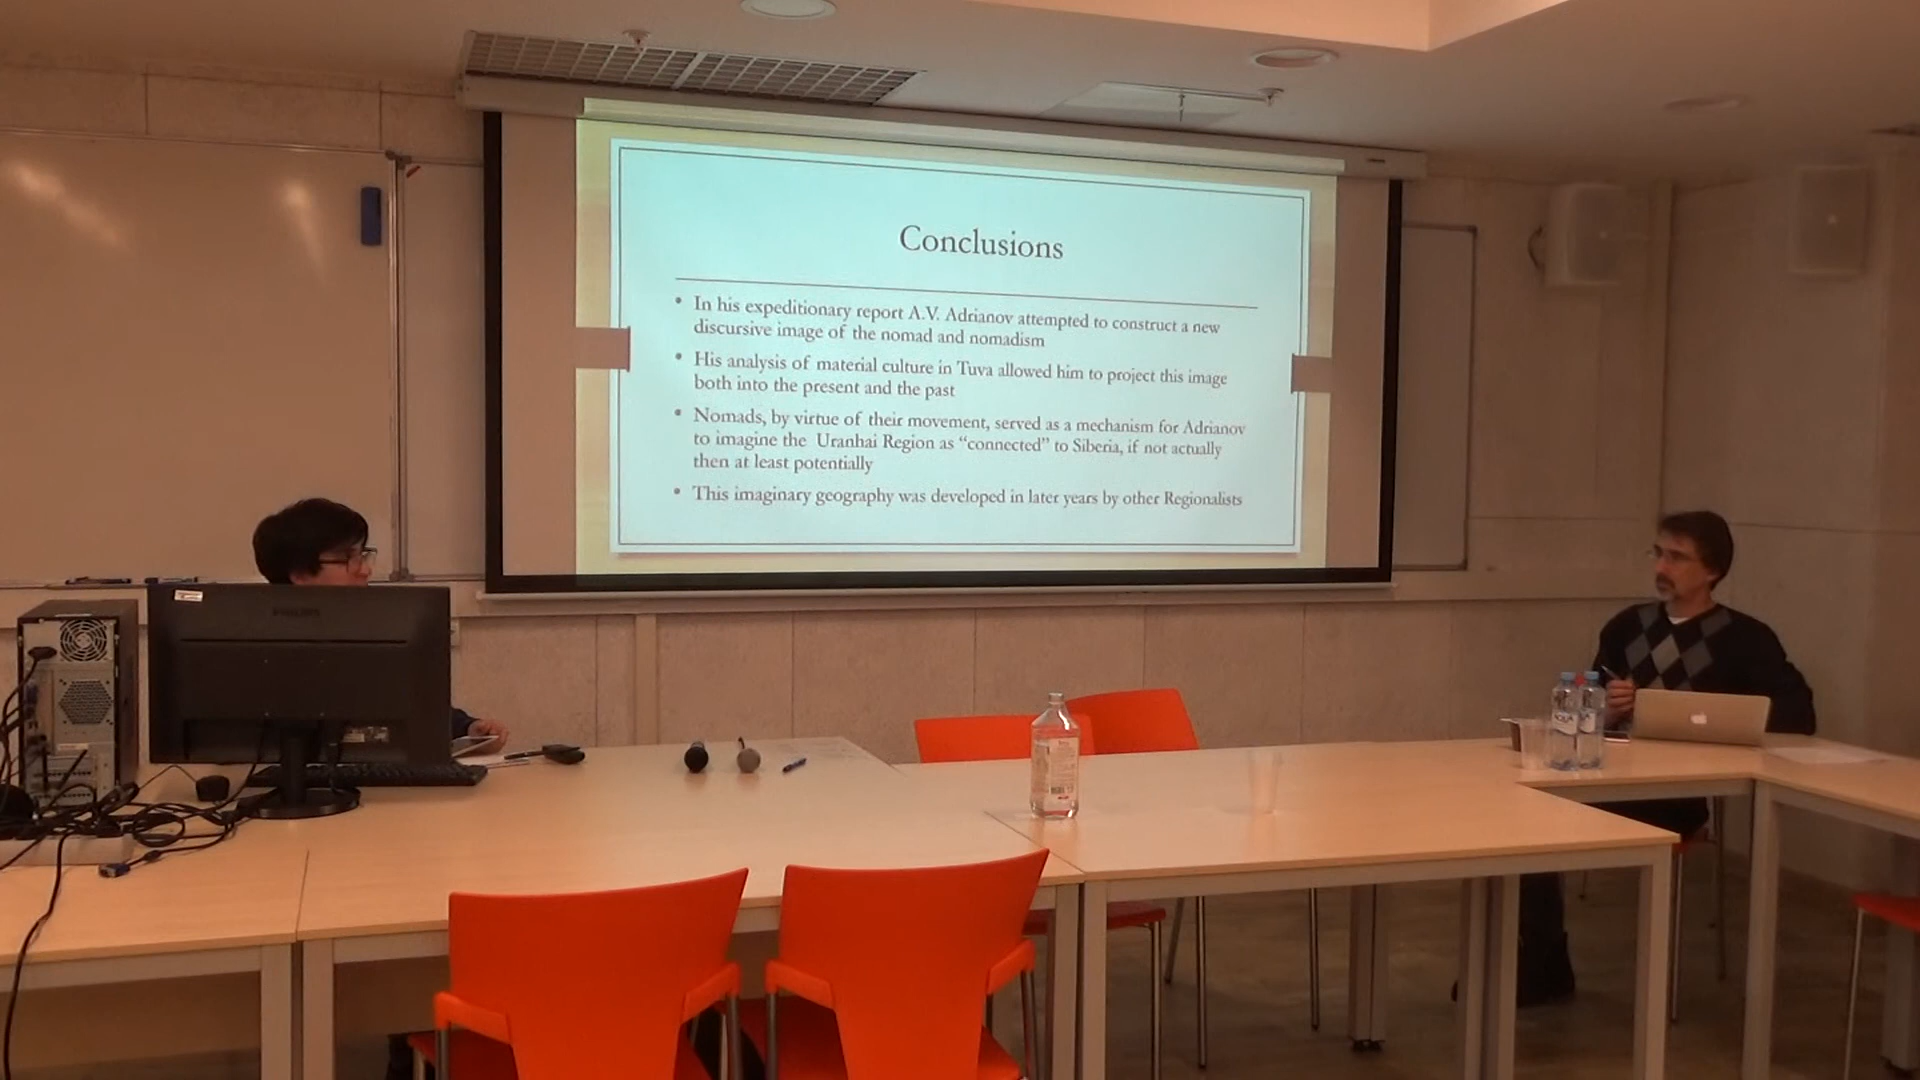 Conclusions
• In his expeditionary report A.V. Adrianov attempted to construct a new
discursive image of the nomad and nomadism
• His analysis of material culture in Tuva allowed him to project this image
both into the present and the past
• Nomads, by virtue of their movement, served as a mechanism for Adrianov
to imagine the Uranhai Region as “connected” to Siberia, if not actually
then at least potentially
• This imaginary geography was developed in later years by other Regionalists
PHILIPS